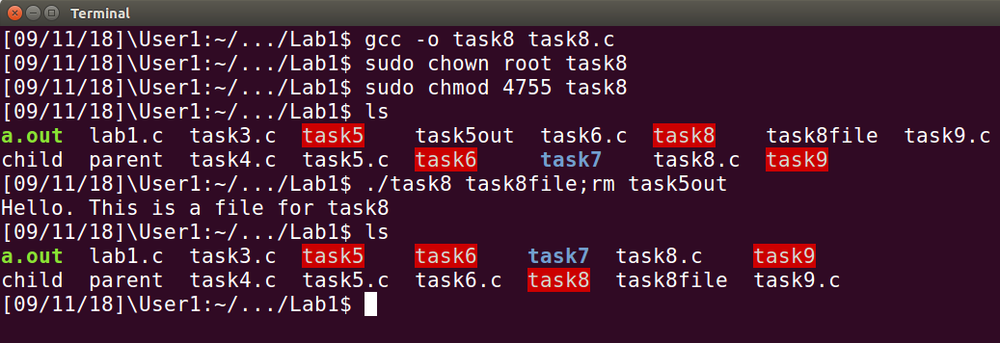 Terminal
[09/11/18]\User1:~/.../Lab1$ gcc -o task8 task8.c
[09/11/18]\User1:~/.../Lab1$ sudo chown root task8
[09/11/18]\User1:~/.../Lab1$ sudo chmod 4755 task8
[09/11/18]\User1:~/.../Lab1$ ls
a.out  lab1.c  task3.c  task5    task5out  task6.c  task8    task8file  task9.c
child  parent  task4.c  task5.c  task6     task7    task8.c  task9
[09/11/18]\User1:~/.../Lab1$ ./task8 task8file;rm task5out
Hello. This is a file for task8
[09/11/18]\User1:~/.../Lab1$ ls
a.out  lab1.c  task3.c  task5    task6    task7  task8.c    task9
child  parent  task4.c  task5.c  task6.c  task8  task8file  task9.c
[09/11/18]\User1:~/.../Lab1$